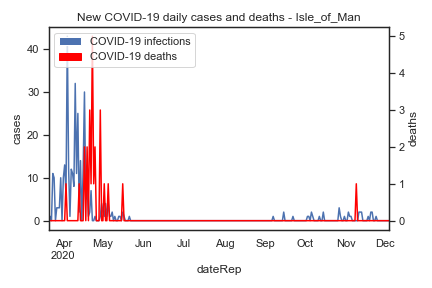 New COVID-19 daily cases and deaths - Isle_of_Man
COVID-19 infections
COVID-19 deaths
40
30
20
10
0
cases
5
4
3
2
1
0
deaths
Apr May Jun Jul Aug Sep Oct Nov Dec
2020
dateRep